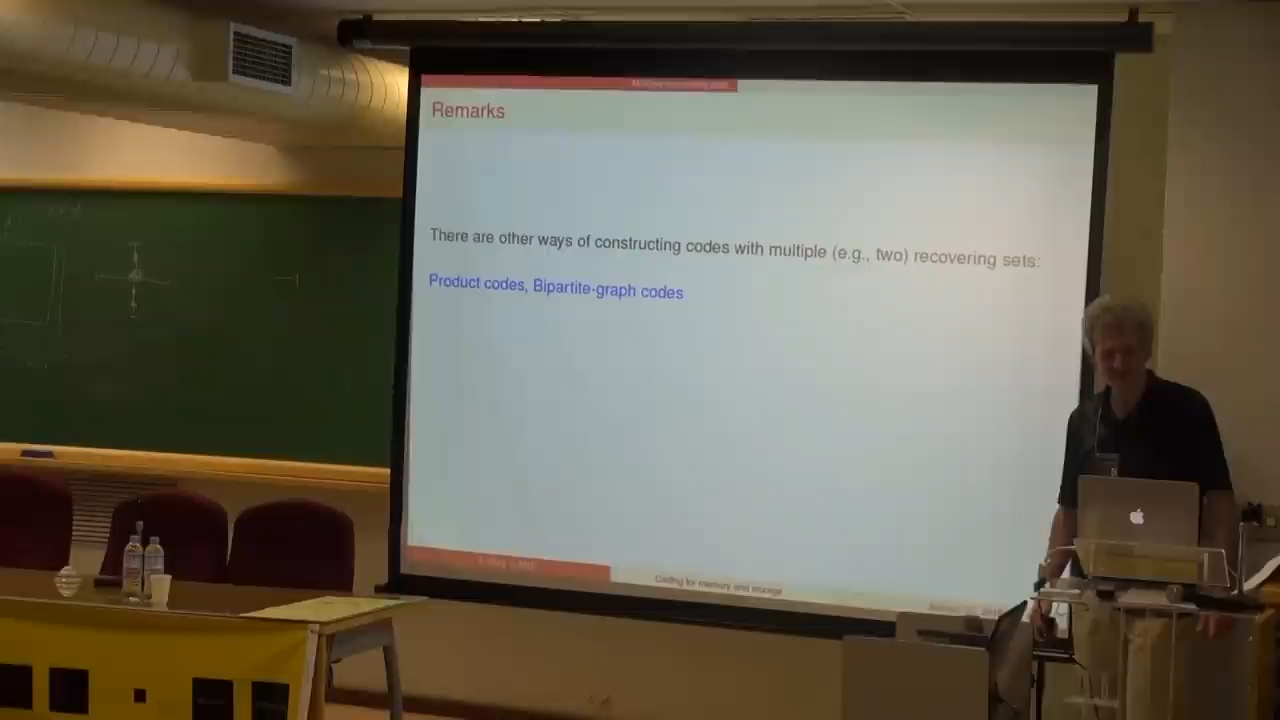 Remarks
There are other ways of constructing codes with multiple (e.g., two) recovering sets:
Product codes, Bipartite-graph codes
Coding for memory and storage